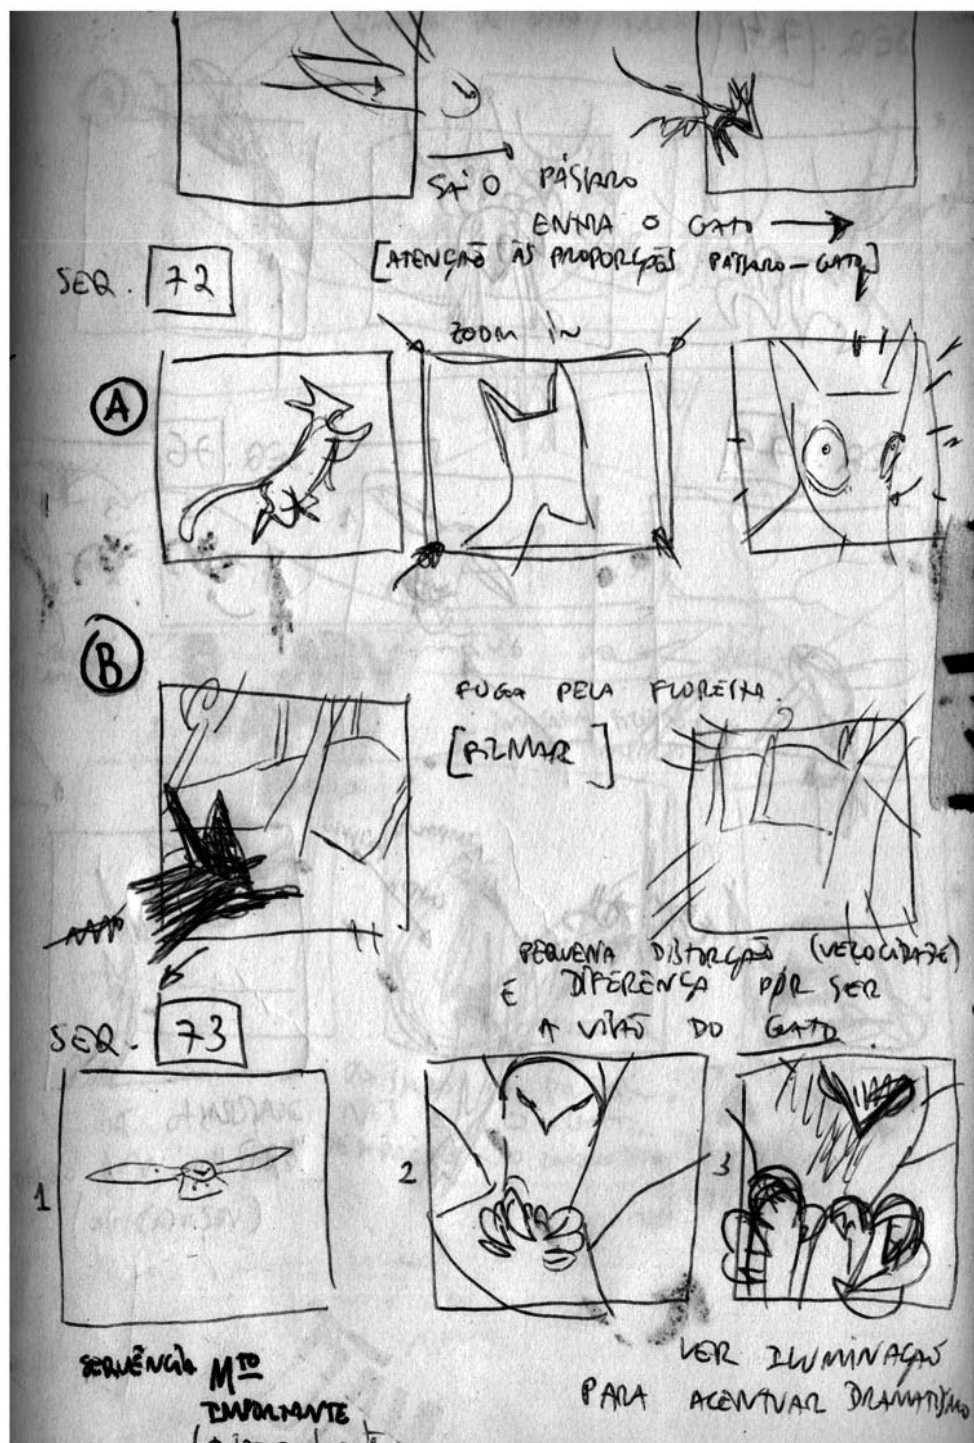 SAI O PÁSSARO
ENTRA O GATO
[ATENÇÃO ÀS PROPORÇÕES PÁSSARO-GATO]
SEQ. 72
ZOOM IN
A
B
FUGA PELA FLORESTA.
[FILMAR]
PEQUENA DISTORÇÃO (VELOCIDADE)
E DIFERENÇA POR SER
A VISÃO DO GATO.
SEQ. 73
1
2
3
SEQUÊNCIA MTO
IMPORTANTE
VER ILUMINAÇÃO
PARA ACENTUAR DRAMATISMO